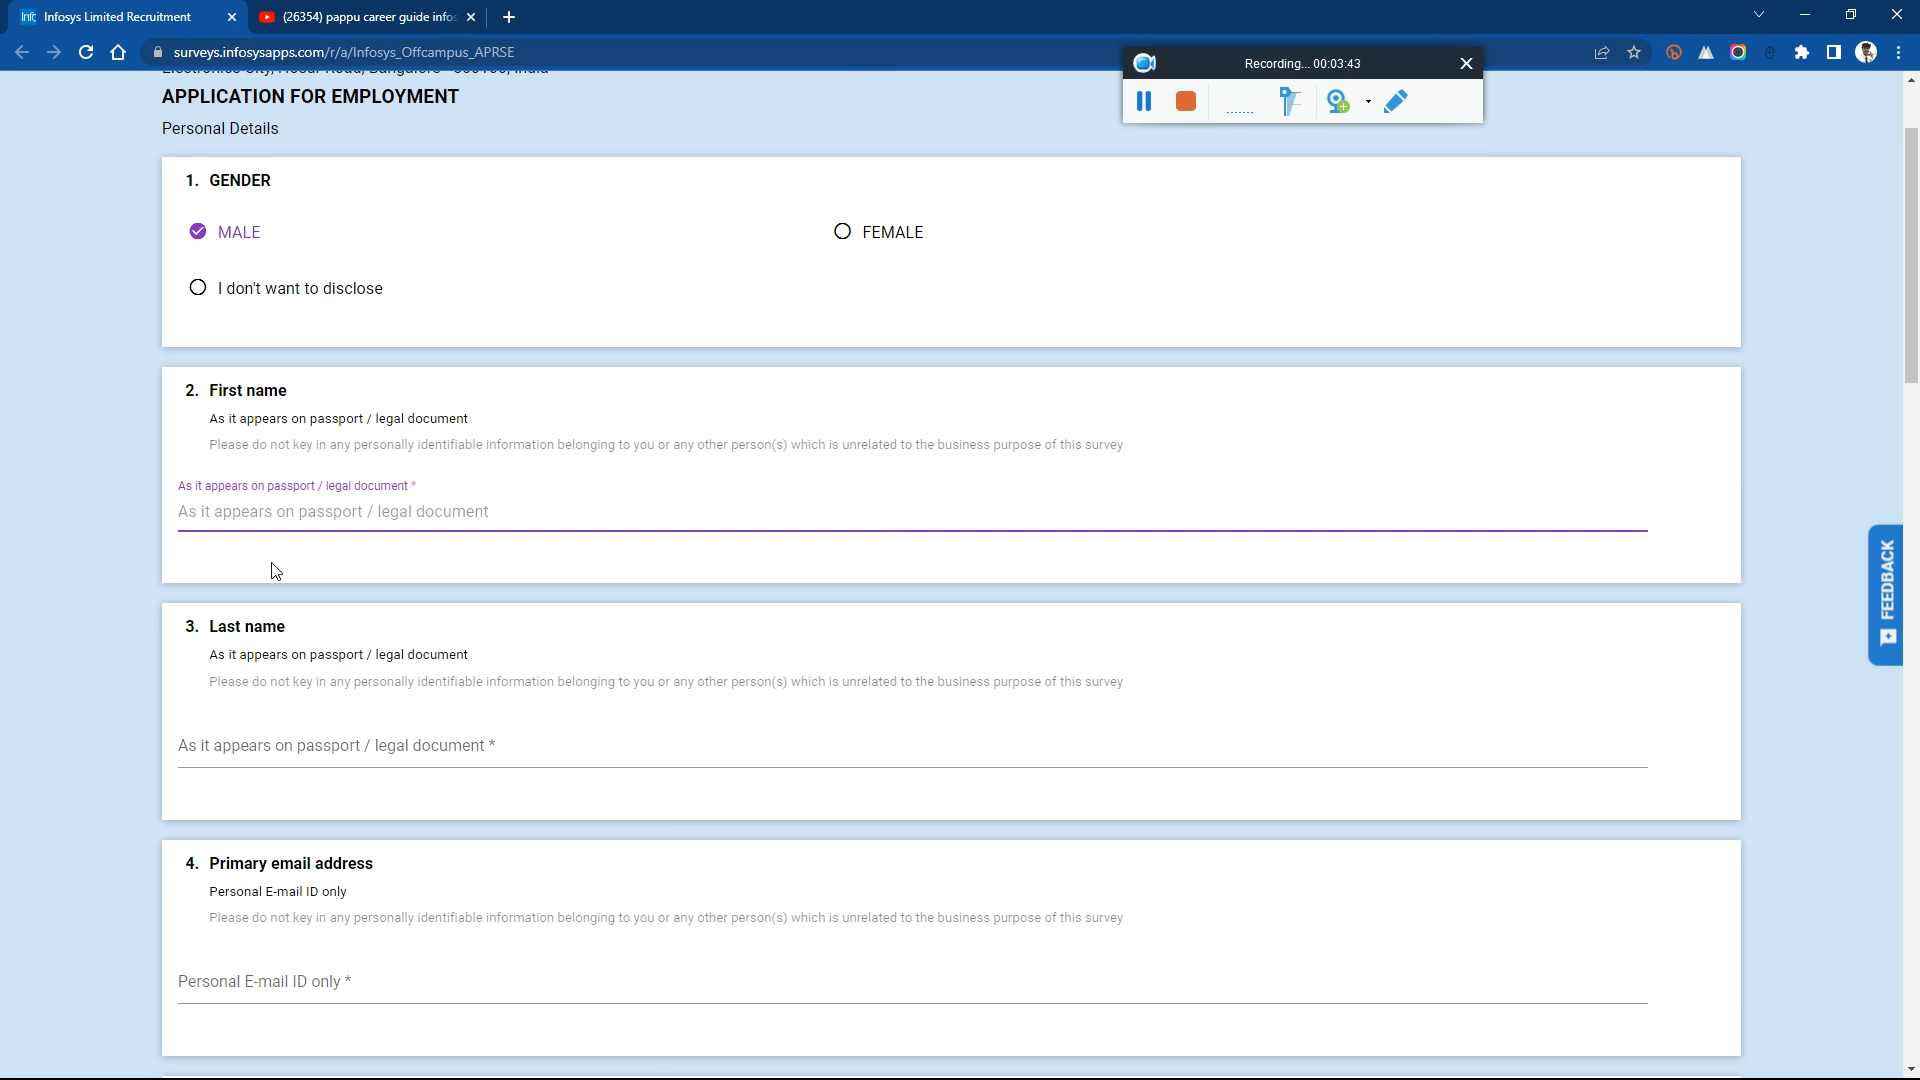 Infosys Limited Recruitment
(26354) pappu career guide infos
surveys.infosysapps.com/r/a/Infosys_Offcampus_APRSE
Recording... 00:03:43
APPLICATION FOR EMPLOYMENT
Personal Details
1. GENDER
MALE
FEMALE
I don't want to disclose
2. First name
As it appears on passport / legal document
Please do not key in any personally identifiable information belonging to you or any other person(s) which is unrelated to the business purpose of this survey
As it appears on passport / legal document *
As it appears on passport / legal document
FEEDBACK
3. Last name
As it appears on passport / legal document
Please do not key in any personally identifiable information belonging to you or any other person(s) which is unrelated to the business purpose of this survey
As it appears on passport / legal document *
4. Primary email address
Personal E-mail ID only
Please do not key in any personally identifiable information belonging to you or any other person(s) which is unrelated to the business purpose of this survey
Personal E-mail ID only *